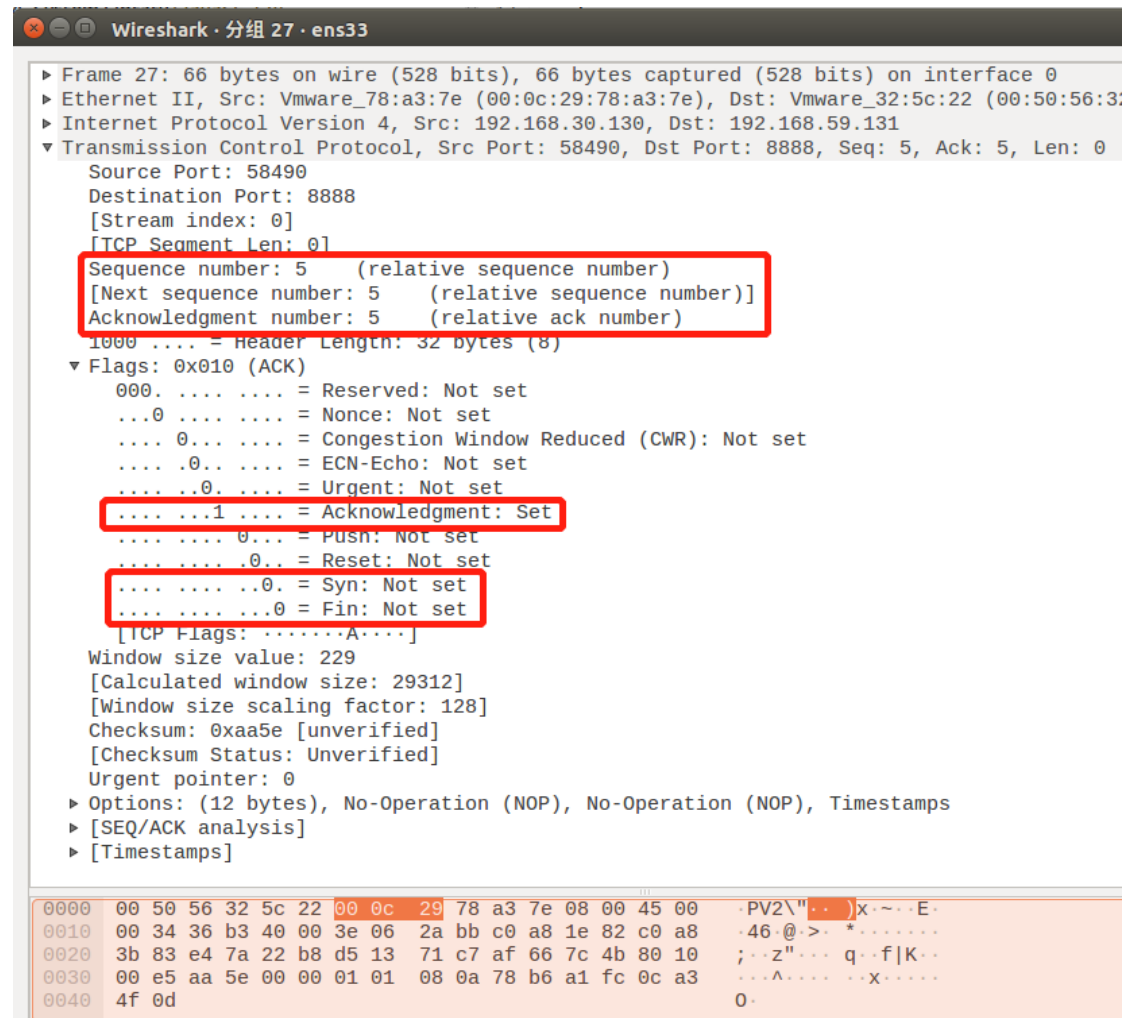 Wireshark · 分组 27 · ens33
Frame 27: 66 bytes on wire (528 bits), 66 bytes captured (528 bits) on interface 0
Ethernet II, Src: Vmware_78:a3:7e (00:0c:29:78:a3:7e), Dst: Vmware_32:5c:22 (00:50:56:32
Internet Protocol Version 4, Src: 192.168.30.130, Dst: 192.168.59.131
Transmission Control Protocol, Src Port: 58490, Dst Port: 8888, Seq: 5, Ack: 5, Len: 0
Source Port: 58490
Destination Port: 8888
[Stream index: 0]
[TCP Segment Len: 0]
Sequence number: 5    (relative sequence number)
[Next sequence number: 5    (relative sequence number)]
Acknowledgment number: 5    (relative ack number)
1000 .... = Header Length: 32 bytes (8)
Flags: 0x010 (ACK)
000. .... .... = Reserved: Not set
...0 .... .... = Nonce: Not set
.... 0... .... = Congestion Window Reduced (CWR): Not set
.... .0.. .... = ECN-Echo: Not set
.... ..0. .... = Urgent: Not set
.... ...1 .... = Acknowledgment: Set
.... .... 0... = Push: Not set
.... .... .0.. = Reset: Not set
.... .... ..0. = Syn: Not set
.... .... ...0 = Fin: Not set
[TCP Flags: ·······A····]
Window size value: 229
[Calculated window size: 29312]
[Window size scaling factor: 128]
Checksum: 0xaa5e [unverified]
[Checksum Status: Unverified]
Urgent pointer: 0
Options: (12 bytes), No-Operation (NOP), No-Operation (NOP), Timestamps
[SEQ/ACK analysis]
[Timestamps]
0000 00 50 56 32 5c 22 00 0c 29 78 a3 7e 08 00 45 00 ·PV2\"·· )x·~··E·
0010 00 34 36 b3 40 00 3e 06 2a bb c0 a8 1e 82 c0 a8 ·46·@·>· *·······
0020 3b 83 e4 7a 22 b8 d5 13 71 c7 af 66 7c 4b 80 10 ;··z"··· q··f|K··
0030 00 e5 aa 5e 00 00 01 01 08 0a 78 b6 a1 fc 0c a3 ···^···· ··x·····
0040 4f 0d O·